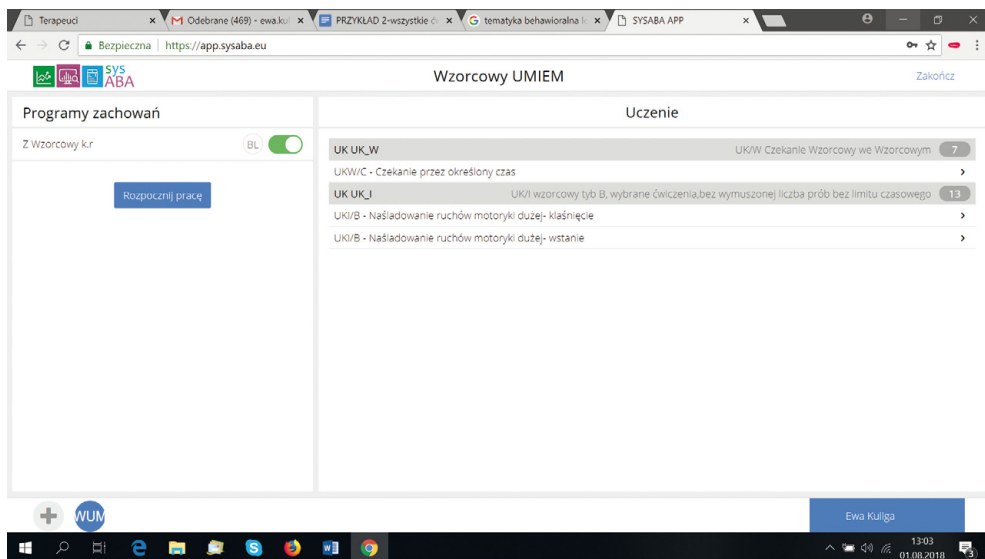 Terapeuci
Odebrane (469) - ewa.kul
PRZYKŁAD 2-wszystkie ćw
tematyka behawioralna k
SYSABA APP
Bezpieczna https://app.sysaba.eu
sys
ABA
Wzorcowy UMIEM
Zakończ
Programy zachowań
Uczenie
Z Wzorcowy k.r BL
UK UK_W UK/W Czekanie Wzorcowy we Wzorcowym 7
UKW/C - Czekanie przez określony czas
Rozpocznij pracę
UK UK_I UK/I wzorcowy tyb B, wybrane ćwiczenia,bez wymuszonej liczba prób bez limitu czasowego 13
UKI/B - Naśladowanie ruchów motoryki dużej- klaśnięcie
UKI/B - Naśladowanie ruchów motoryki dużej- wstanie
WUM
Ewa Kuliga
13:03
01.08.2018
3